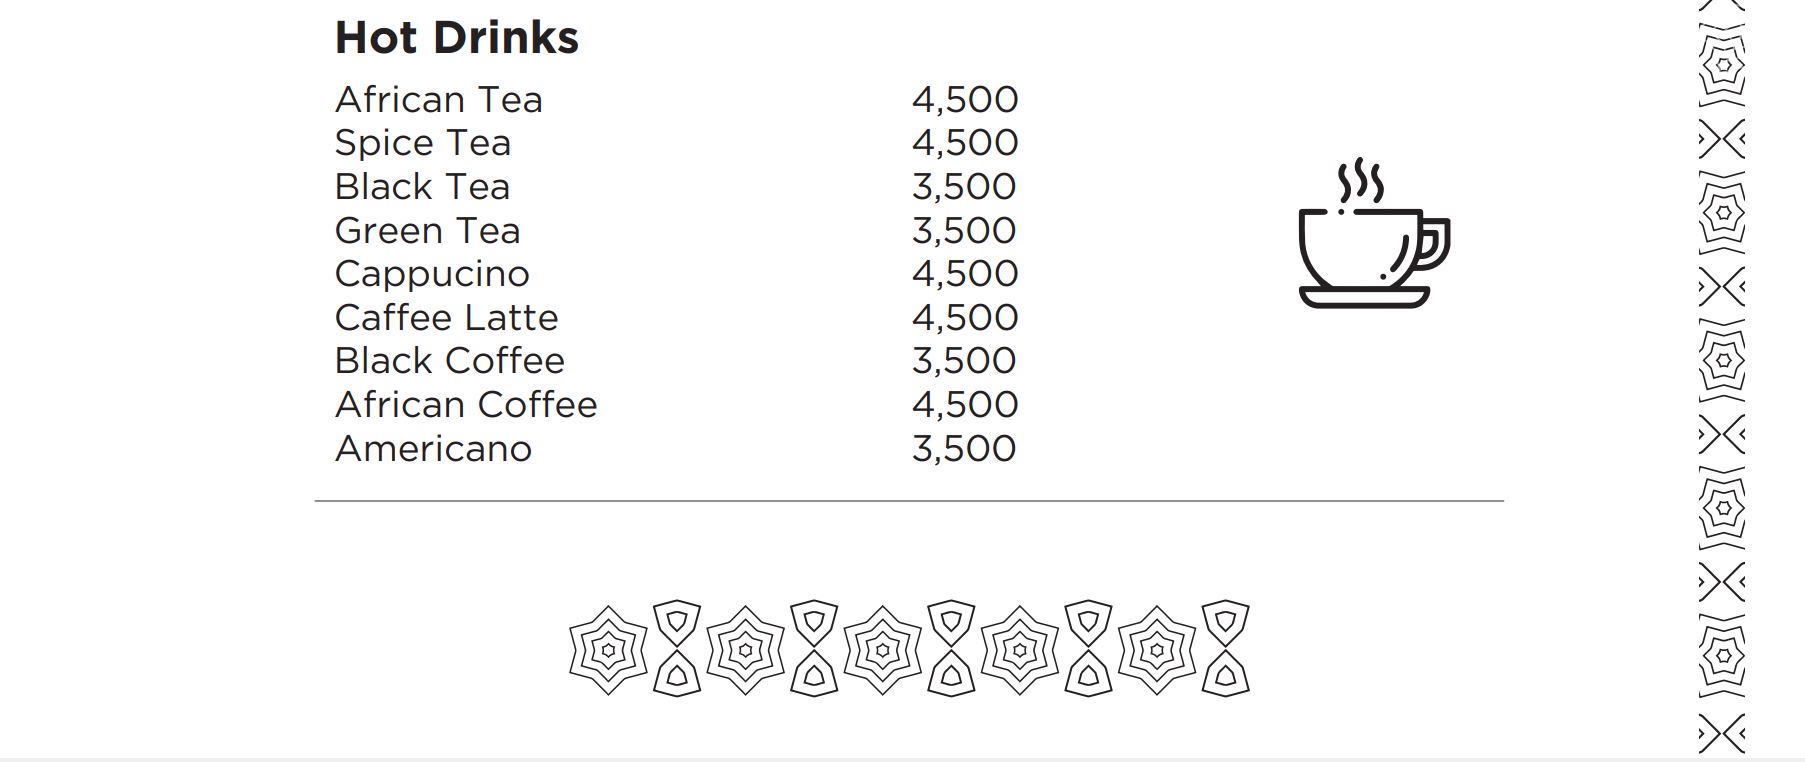 Hot Drinks
African Tea 4,500
Spice Tea 4,500
Black Tea 3,500
Green Tea 3,500
Cappucino 4,500
Caffee Latte 4,500
Black Coffee 3,500
African Coffee 4,500
Americano 3,500